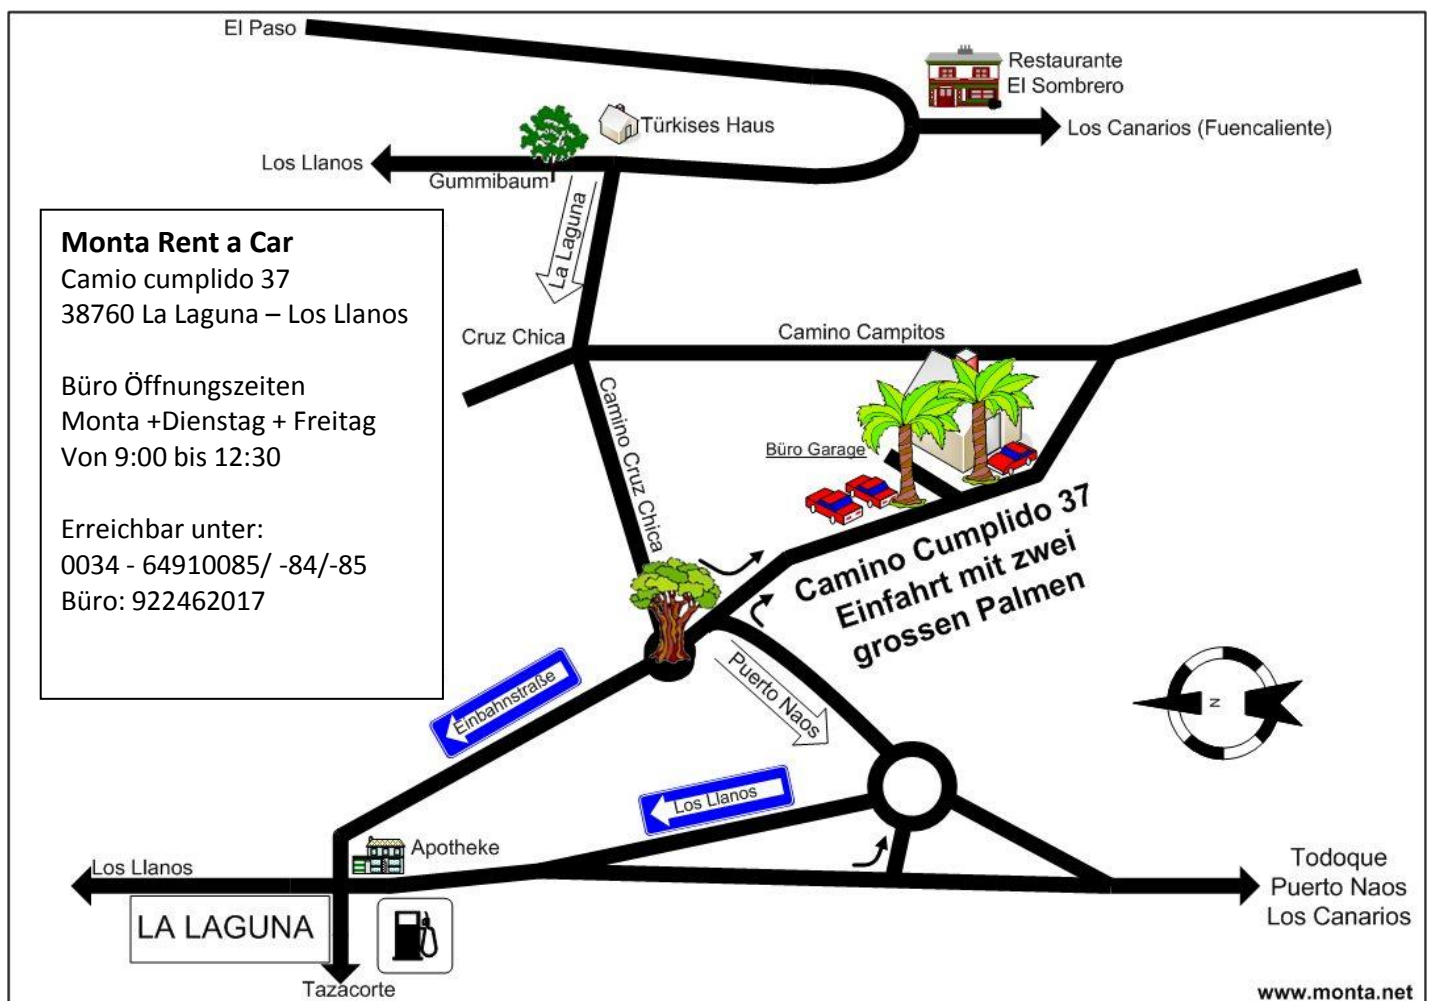 El Paso
Restaurante
El Sombrero
Türkises Haus
Los Canarios (Fuencaliente)
Los Llanos
Gummibaum
La Laguna
Monta Rent a Car
Camio cumplido 37
38760 La Laguna – Los Llanos
Büro Öffnungszeiten
Monta +Dienstag + Freitag
Von 9:00 bis 12:30
Erreichbar unter:
0034 - 64910085/ -84/-85
Büro: 922462017
Cruz Chica
Camino Campitos
Camino Cruz Chica
Büro Garage
Camino Cumplido 37
Einfahrt mit zwei
grossen Palmen
Einbahnstraße
Puerto Naos
N
Los Llanos
Apotheke
Los Llanos
LA LAGUNA
Tazacorte
Todoque
Puerto Naos
Los Canarios
www.monta.net